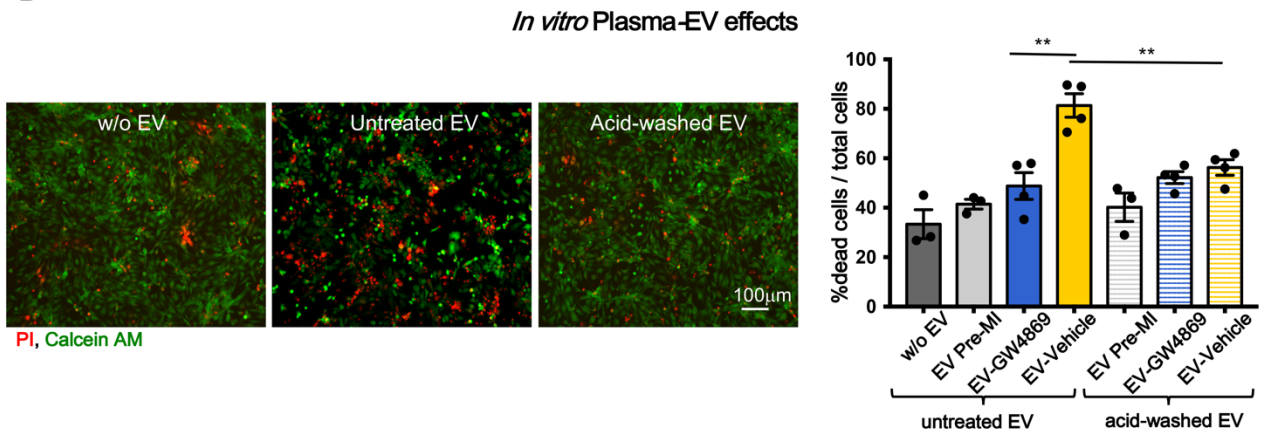 In vitro Plasma-EV effects
w/o EV
Untreated EV
Acid-washed EV
100μm
PI, Calcein AM
** **
%dead cells / total cells
100
80
60
40
20
0
w/o EV
EV Pre-MI
EV-GW4869
EV-Vehicle
EV Pre-MI
EV-GW4869
EV-Vehicle
untreated EV
acid-washed EV